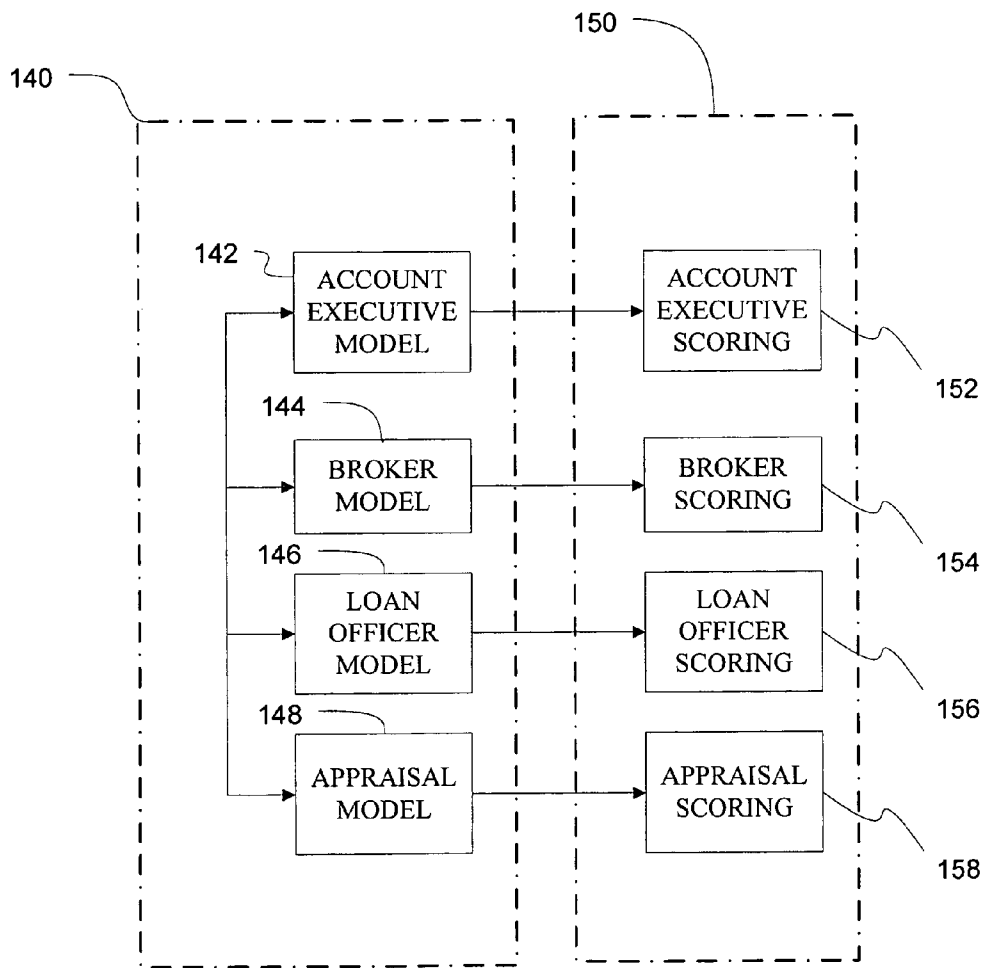 150
140
142
ACCOUNT
EXECUTIVE
MODEL
ACCOUNT
EXECUTIVE
SCORING
152
144
BROKER
MODEL
BROKER
SCORING
154
146
LOAN
OFFICER
MODEL
LOAN
OFFICER
SCORING
156
148
APPRAISAL
MODEL
APPRAISAL
SCORING
158